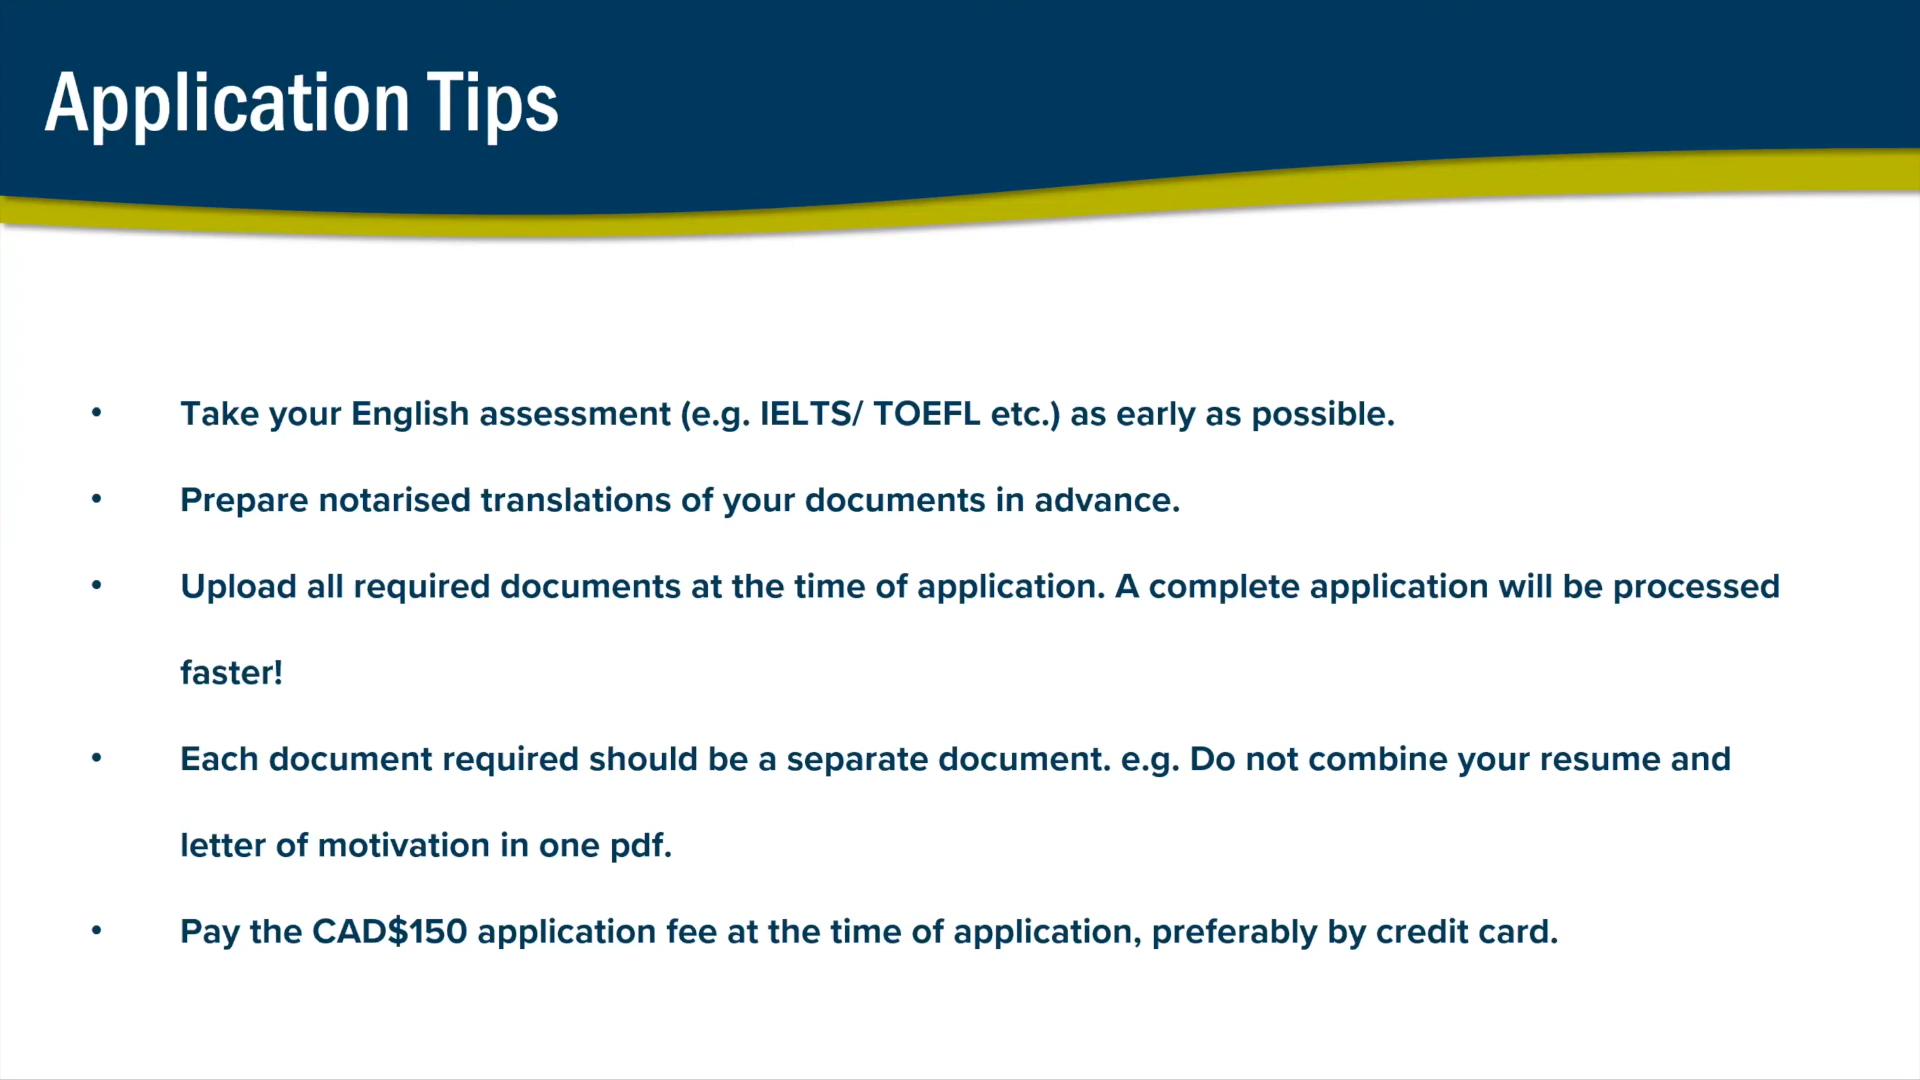 Application Tips
• Take your English assessment (e.g. IELTS/ TOEFL etc.) as early as possible.
• Prepare notarised translations of your documents in advance.
• Upload all required documents at the time of application. A complete application will be processed
faster!
• Each document required should be a separate document. e.g. Do not combine your resume and
letter of motivation in one pdf.
• Pay the CAD$150 application fee at the time of application, preferably by credit card.